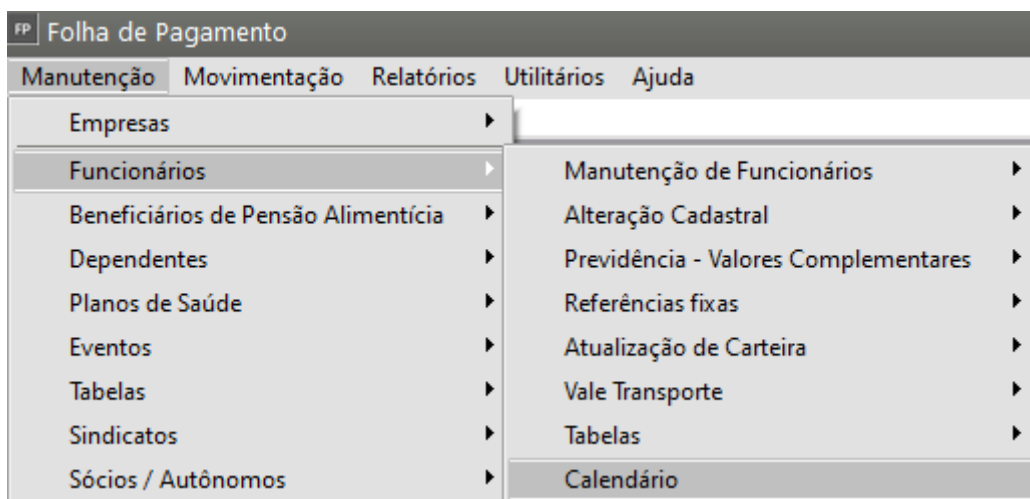 FP Folha de Pagamento
Manutenção Movimentação Relatórios Utilitários Ajuda
Empresas
Funcionários
Beneficiários de Pensão Alimentícia
Dependentes
Planos de Saúde
Eventos
Tabelas
Sindicatos
Sócios / Autônomos
Manutenção de Funcionários
Alteração Cadastral
Previdência - Valores Complementares
Referências fixas
Atualização de Carteira
Vale Transporte
Tabelas
Calendário